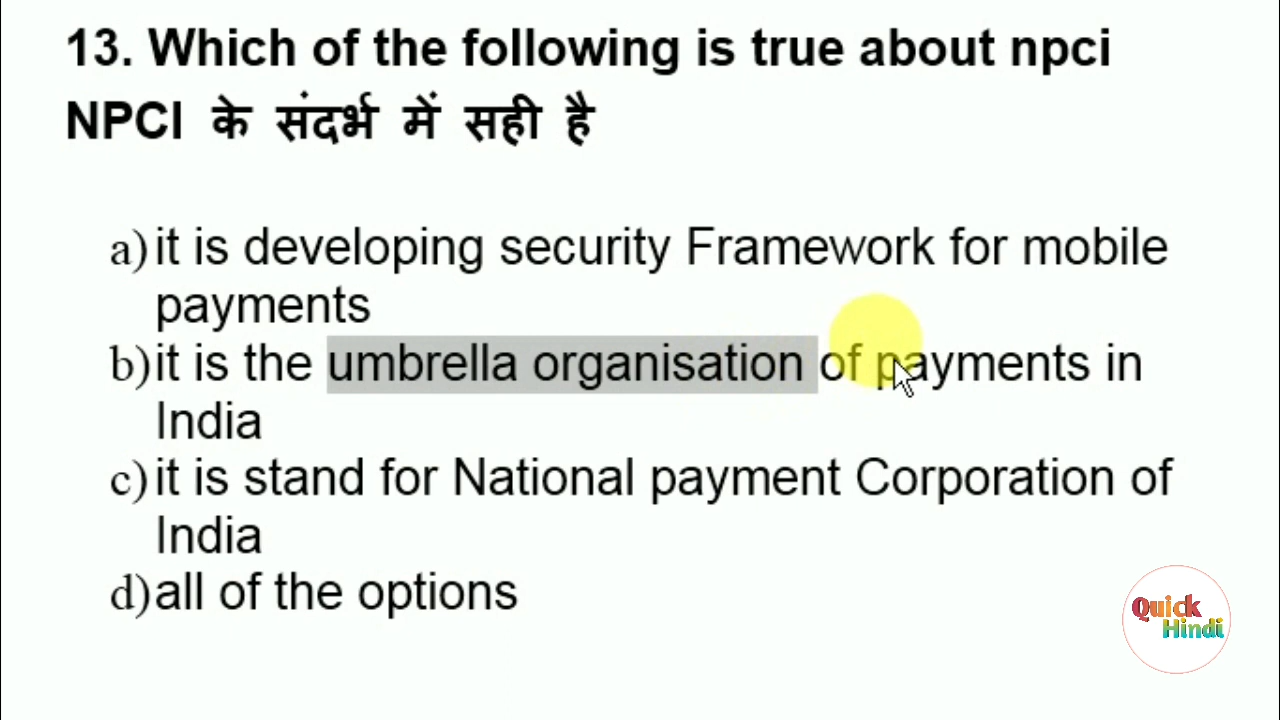 13. Which of the following is true about npci
NPCI के संदर्भ में सही है
a) it is developing security Framework for mobile
payments
b) it is the umbrella organisation of payments in
India
c) it is stand for National payment Corporation of
India
d) all of the options
Quick
Hindi